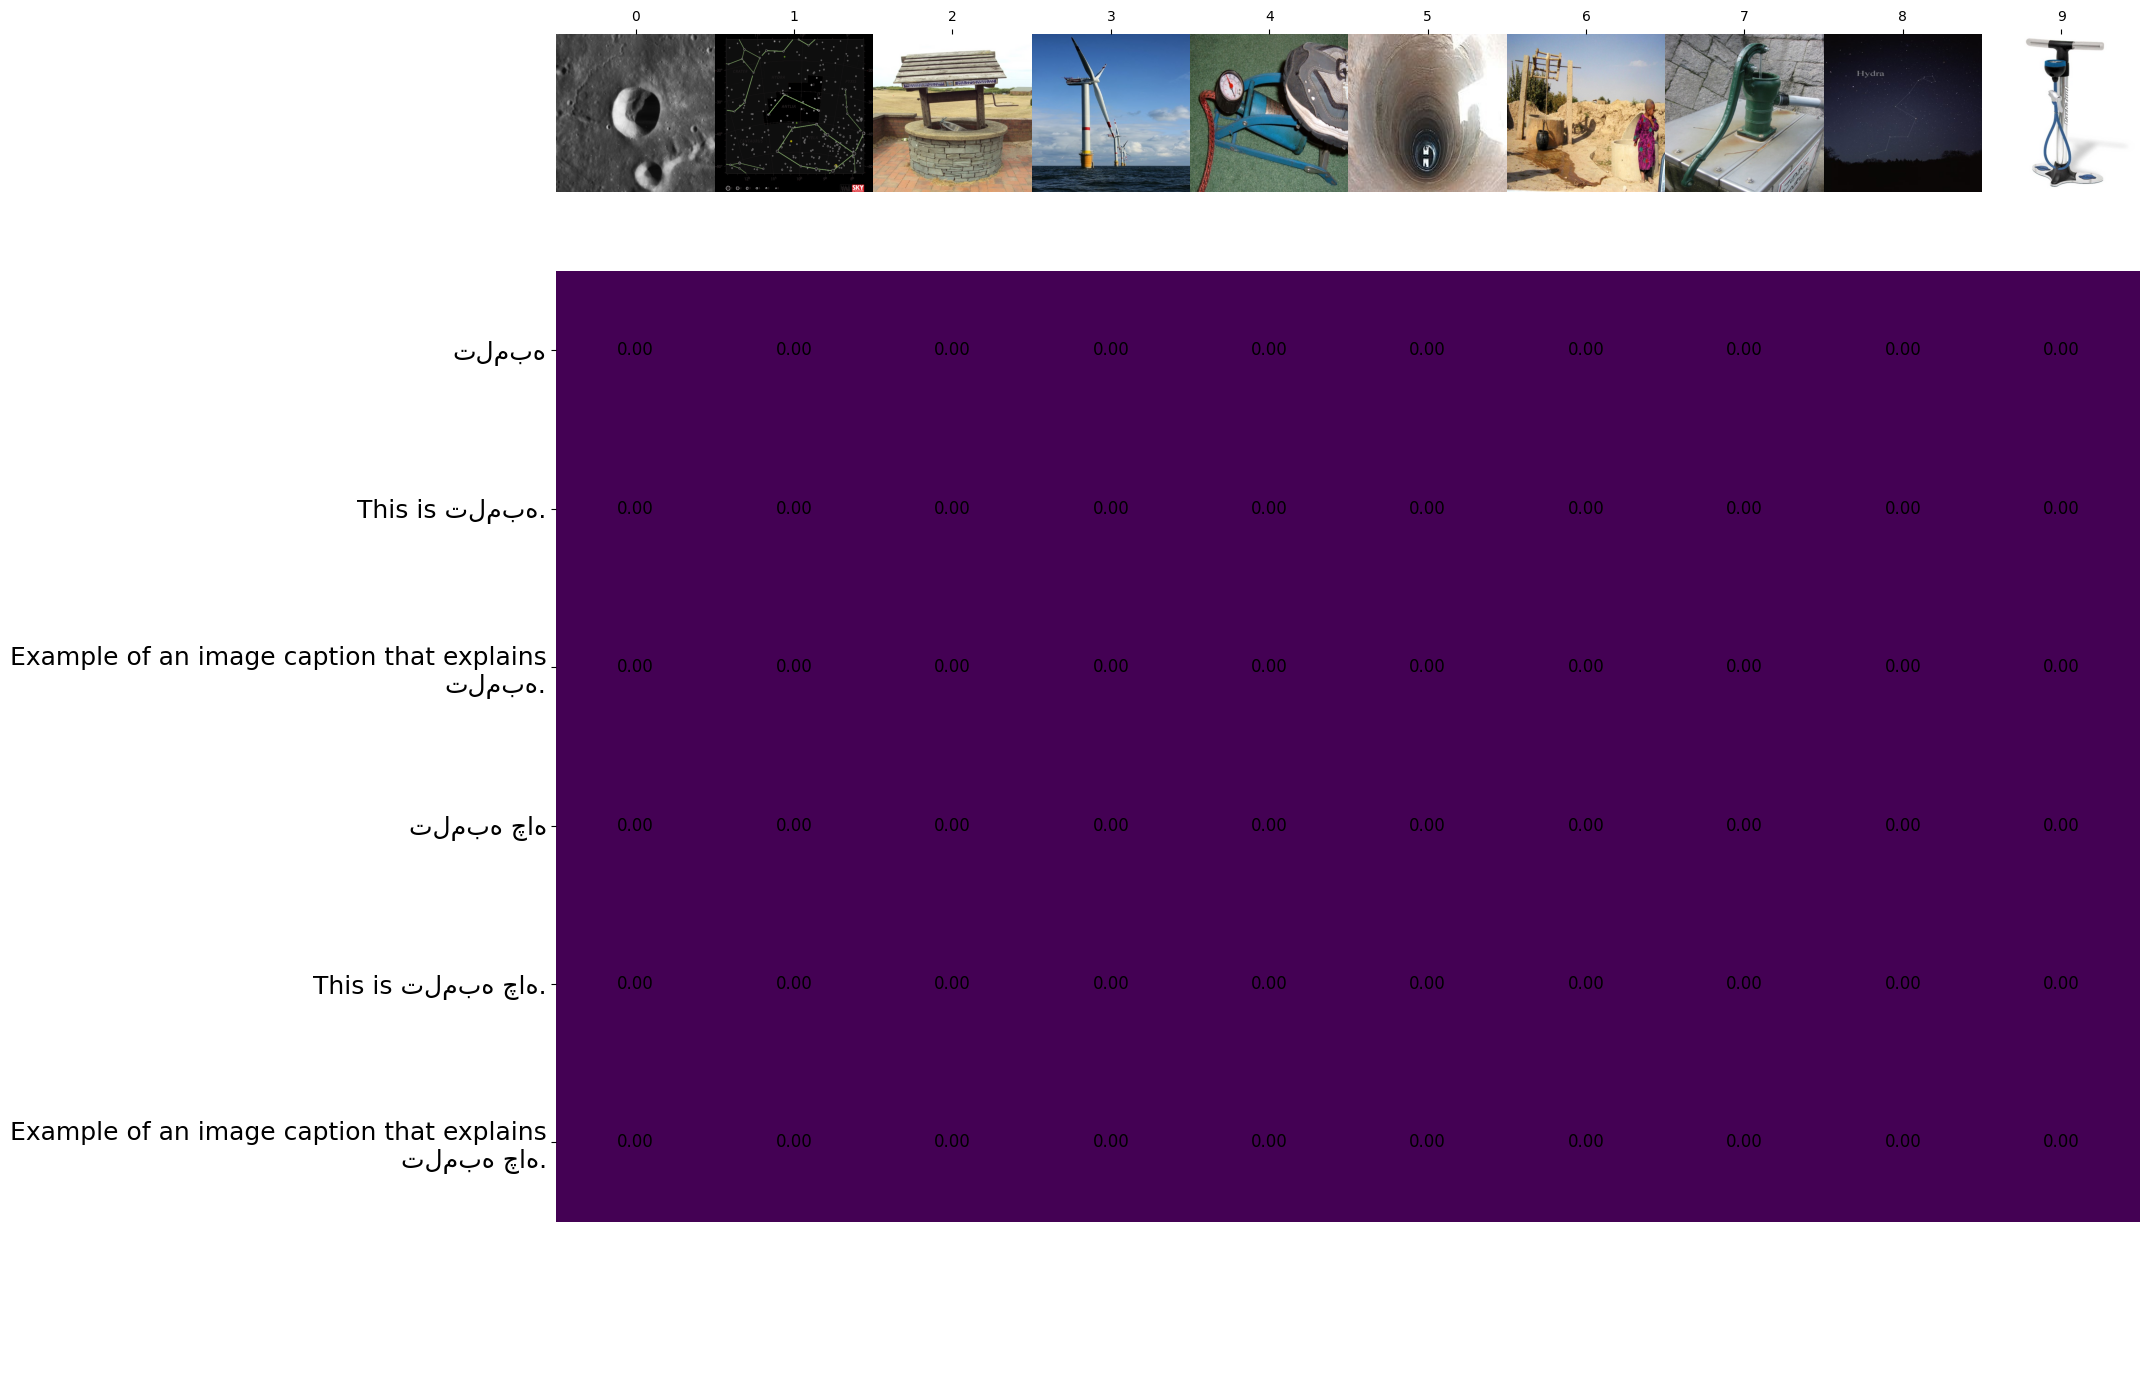 0 1 2 3 4 5 6 7 8 9
Hydra
SKY
تلمبه 0.00 0.00 0.00 0.00 0.00 0.00 0.00 0.00 0.00 0.00
This is تلمبه. 0.00 0.00 0.00 0.00 0.00 0.00 0.00 0.00 0.00 0.00
Example of an image caption that explains
تلمبه. 0.00 0.00 0.00 0.00 0.00 0.00 0.00 0.00 0.00 0.00
تلمبه چاه 0.00 0.00 0.00 0.00 0.00 0.00 0.00 0.00 0.00 0.00
This is تلمبه چاه. 0.00 0.00 0.00 0.00 0.00 0.00 0.00 0.00 0.00 0.00
Example of an image caption that explains
تلمبه چاه. 0.00 0.00 0.00 0.00 0.00 0.00 0.00 0.00 0.00 0.00